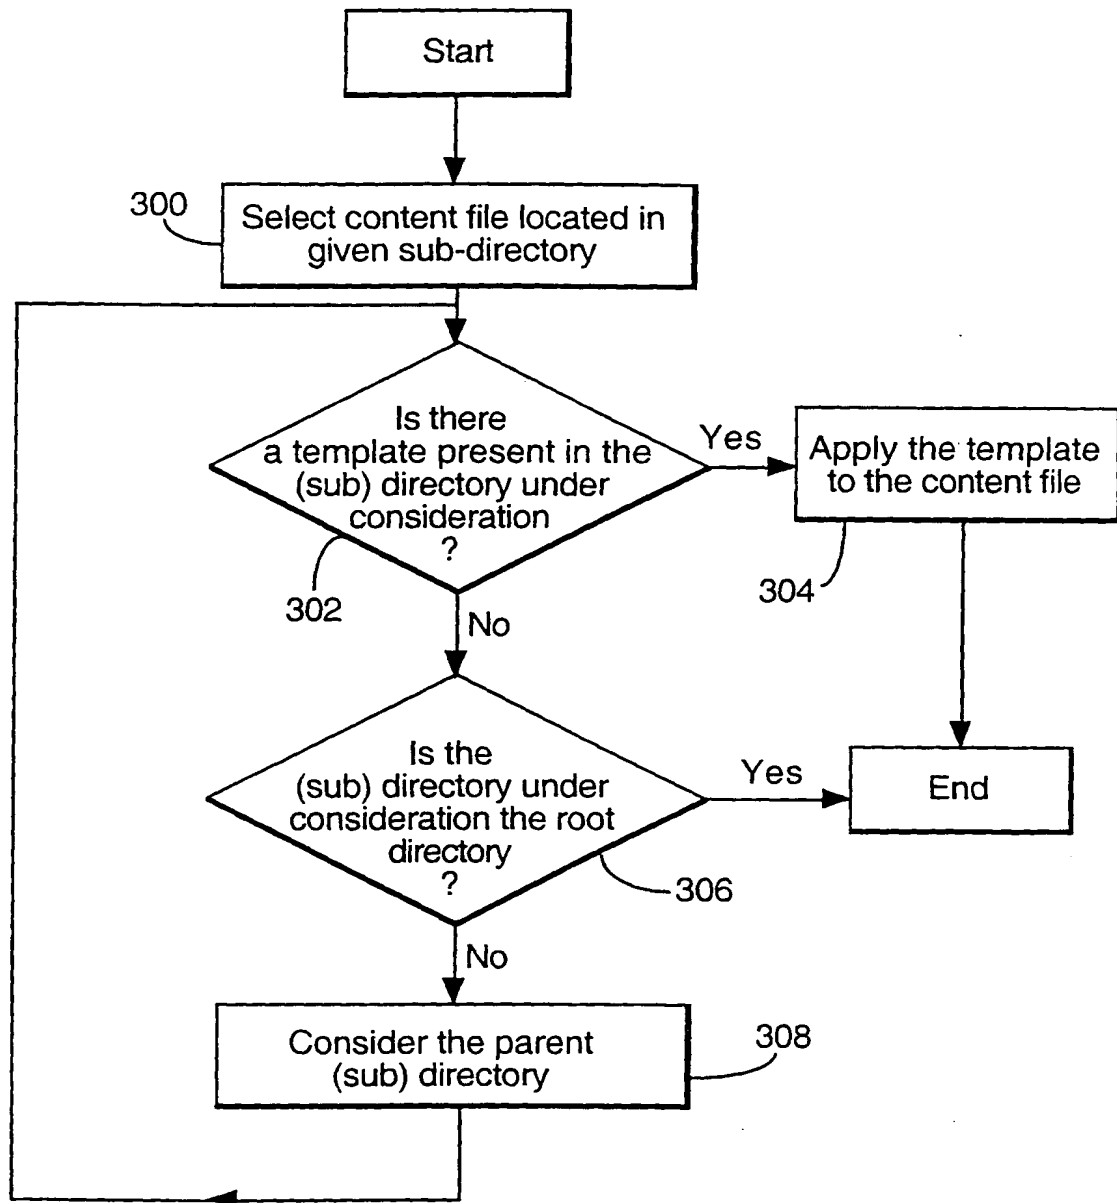 Start
300
Select content file located in
given sub-directory
Is there
a template present in the
(sub) directory under
consideration
?
302
Yes
Apply the template
to the content file
304
No
Is the
(sub) directory under
consideration the root
directory
?
306
Yes
End
No
Consider the parent
(sub) directory
308